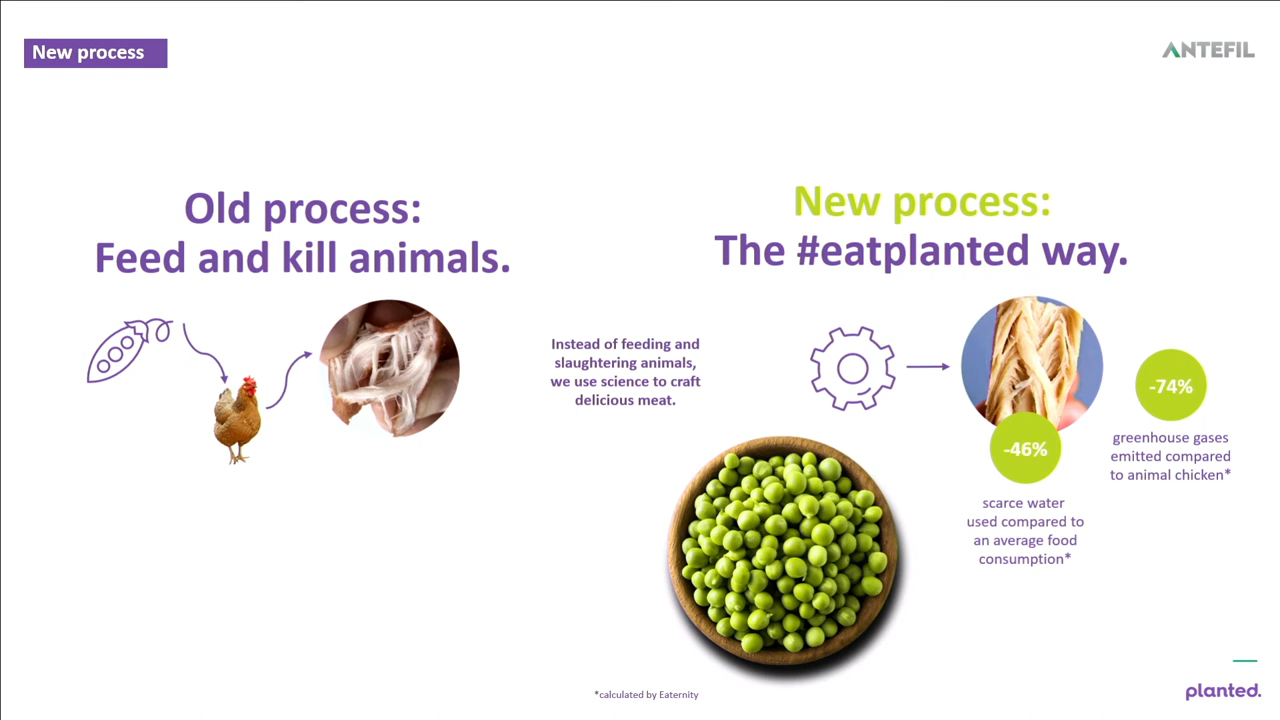 New process
ANTEFIL
Old process:
Feed and kill animals.
New process:
The #eatplanted way.
Instead of feeding and
slaughtering animals,
we use science to craft
delicious meat.
-74%
greenhouse gases
emitted compared
to animal chicken*
-46%
scarce water
used compared to
an average food
consumption*
*calculated by Eaternity
planted.